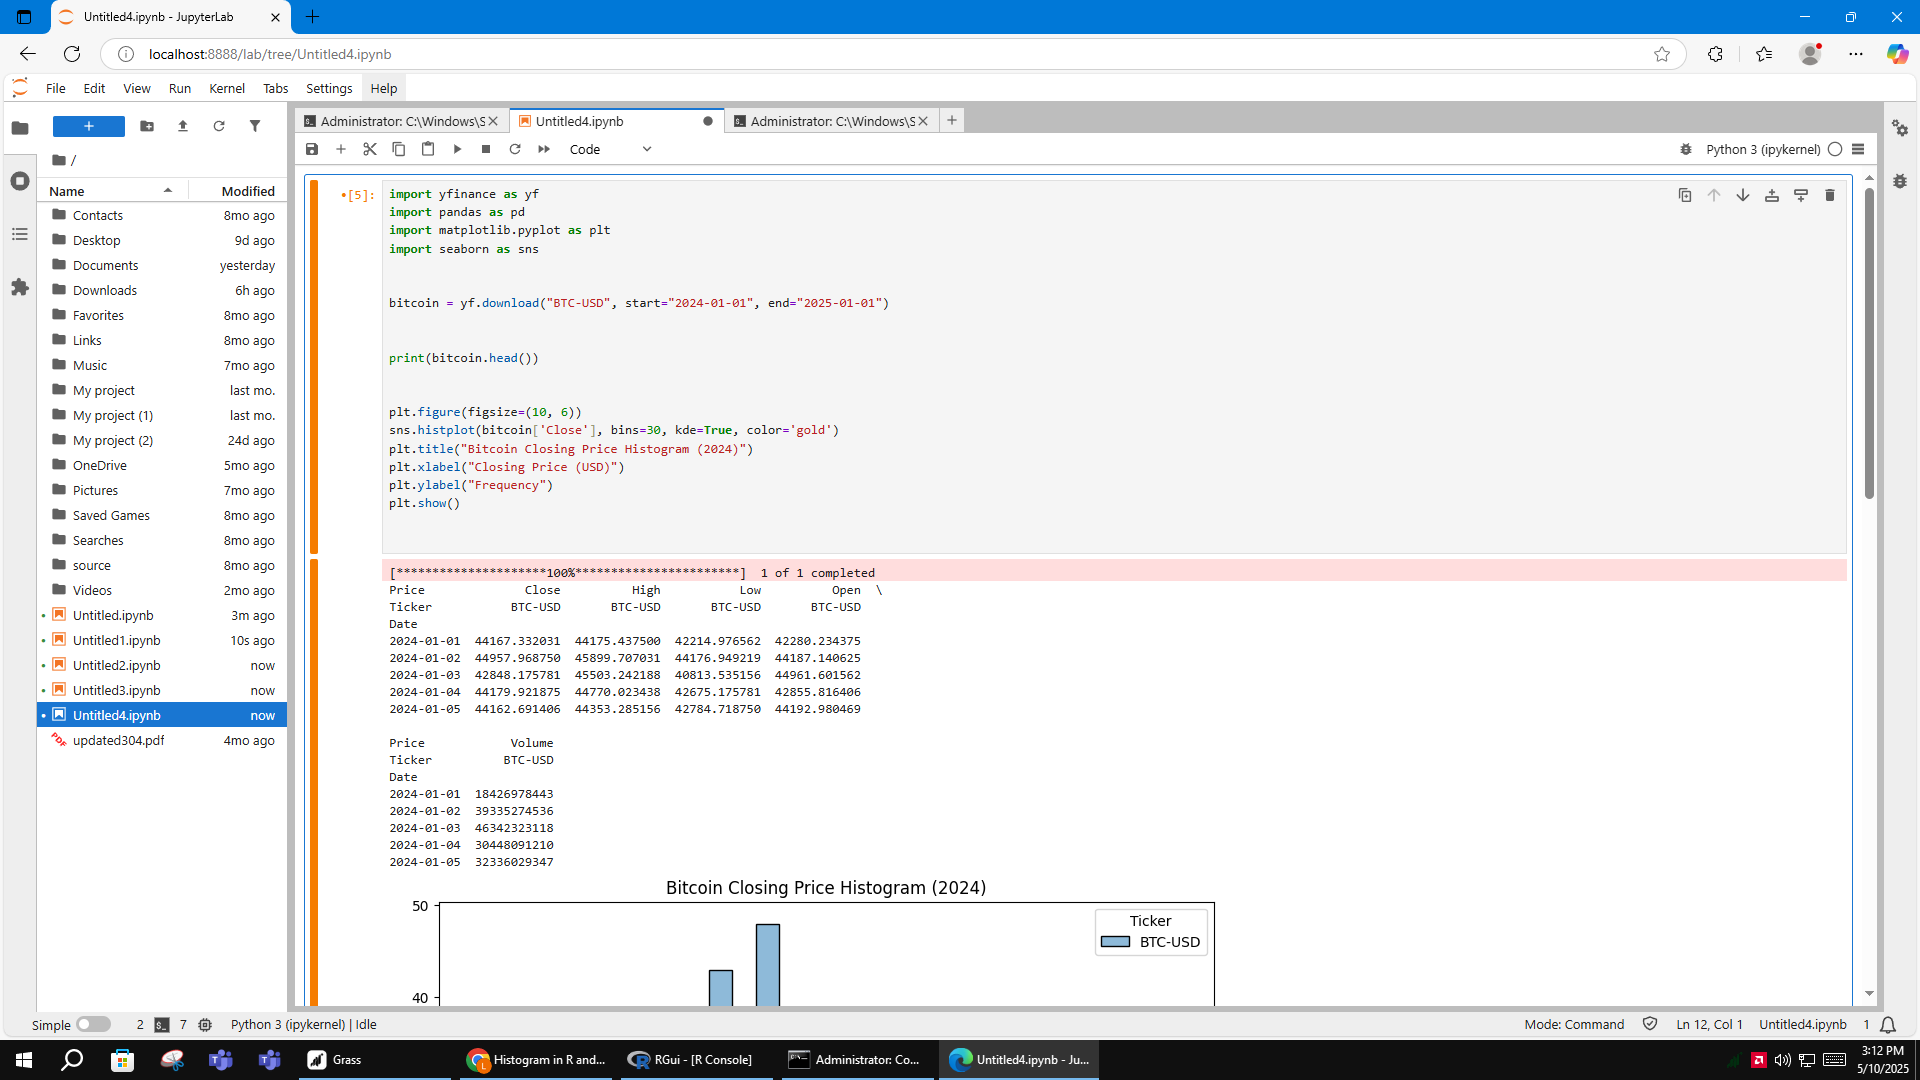 Untitled4.ipynb - JupyterLab
localhost:8888/lab/tree/Untitled4.ipynb
File Edit View Run Kernel Tabs Settings Help
Administrator: C:\Windows\S
Untitled4.ipynb
Administrator: C:\Windows\S
/
Code
Python 3 (ipykernel)
Name Modified
Contacts 8mo ago
Desktop 9d ago
Documents yesterday
Downloads 6h ago
Favorites 8mo ago
Links 8mo ago
Music 7mo ago
My project last mo.
My project (1) last mo.
My project (2) 24d ago
OneDrive 5mo ago
Pictures 7mo ago
Saved Games 8mo ago
Searches 8mo ago
source 8mo ago
Videos 2mo ago
Untitled.ipynb 3m ago
Untitled1.ipynb 10s ago
Untitled2.ipynb now
Untitled3.ipynb now
Untitled4.ipynb now
updated304.pdf 4mo ago
[5]:
import yfinance as yf
import pandas as pd
import matplotlib.pyplot as plt
import seaborn as sns
bitcoin = yf.download("BTC-USD", start="2024-01-01", end="2025-01-01")
print(bitcoin.head())
plt.figure(figsize=(10, 6))
sns.histplot(bitcoin['Close'], bins=30, kde=True, color='gold')
plt.title("Bitcoin Closing Price Histogram (2024)")
plt.xlabel("Closing Price (USD)")
plt.ylabel("Frequency")
plt.show()
[*********************100%***********************]  1 of 1 completed
Price Close High Low Open \
Ticker BTC-USD BTC-USD BTC-USD BTC-USD
Date
2024-01-01 44167.332031 44175.437500 42214.976562 42280.234375
2024-01-02 44957.968750 45899.707031 44176.949219 44187.140625
2024-01-03 42848.175781 45503.242188 40813.535156 44961.601562
2024-01-04 44179.921875 44770.023438 42675.175781 42855.816406
2024-01-05 44162.691406 44353.285156 42784.718750 44192.980469
Price Volume
Ticker BTC-USD
Date
2024-01-01 18426978443
2024-01-02 39335274536
2024-01-03 46342323118
2024-01-04 30448091210
2024-01-05 32336029347
Bitcoin Closing Price Histogram (2024)
50
Ticker
BTC-USD
40
Simple 2 7 Python 3 (ipykernel) | Idle Mode: Command Ln 12, Col 1 Untitled4.ipynb 1
Grass
Histogram in R and...
RGui - [R Console]
Administrator: Co...
Untitled4.ipynb - Ju...
3:12 PM
5/10/2025